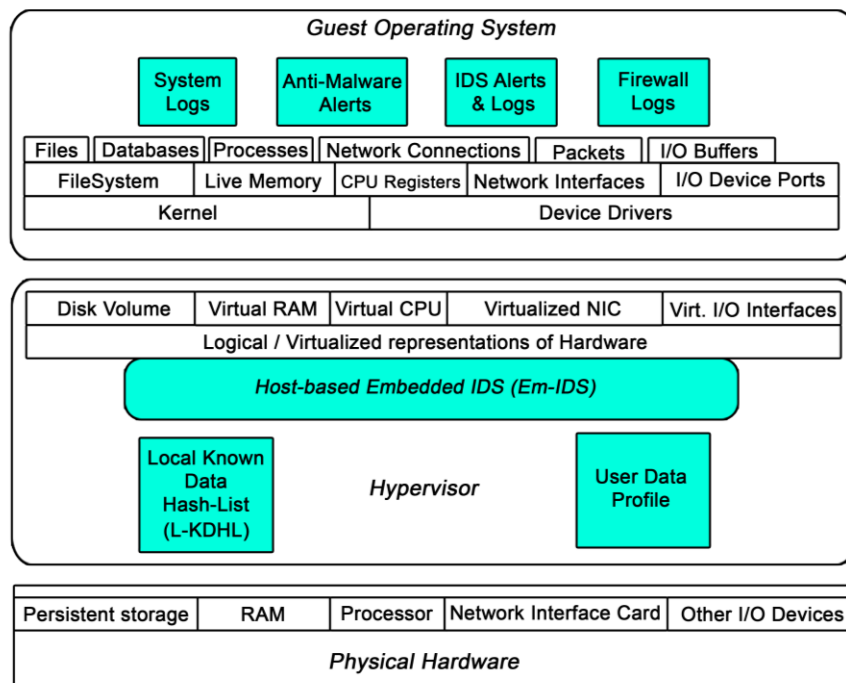 Guest Operating System
System
Logs
Anti-Malware
Alerts
IDS Alerts
& Logs
Firewall
Logs
Files
Databases
Processes
Network Connections
Packets
I/O Buffers
FileSystem
Live Memory
CPU Registers
Network Interfaces
I/O Device Ports
Kernel
Device Drivers
Disk Volume
Virtual RAM
Virtual CPU
Virtualized NIC
Virt. I/O Interfaces
Logical / Virtualized representations of Hardware
Host-based Embedded IDS (Em-IDS)
Local Known
Data
Hash-List
(L-KDHL)
Hypervisor
User Data
Profile
Persistent storage
RAM
Processor
Network Interface Card
Other I/O Devices
Physical Hardware